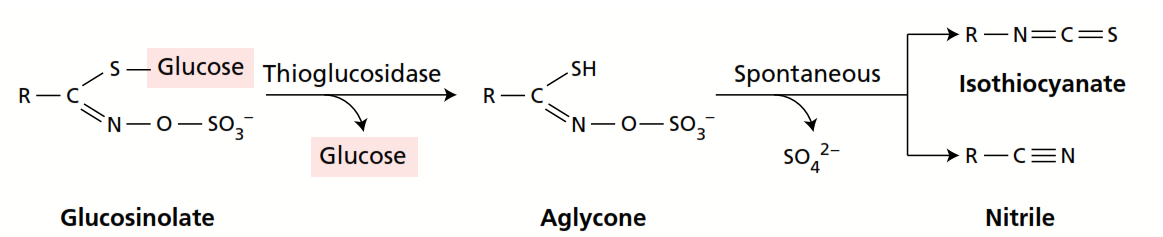 S — Glucose
R — C
N — O — SO₃⁻
Glucosinolate
Thioglucosidase
Glucose
SH
R — C
N — O — SO₃⁻
Aglycone
Spontaneous
SO₄²⁻
R — N = C = S
Isothiocyanate
R — C ≡ N
Nitrile